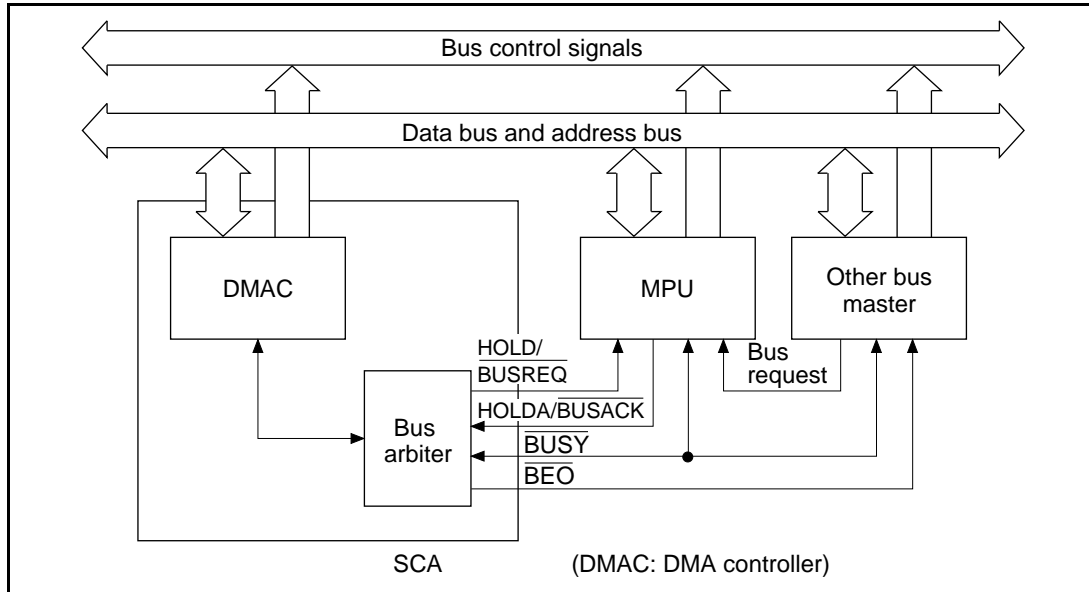 Bus control signals
Data bus and address bus
DMAC
MPU
Other bus
master
HOLD/
BUSREQ
Bus
request
HOLDA/BUSACK
Bus
arbiter
BUSY
BEO
SCA
(DMAC: DMA controller)